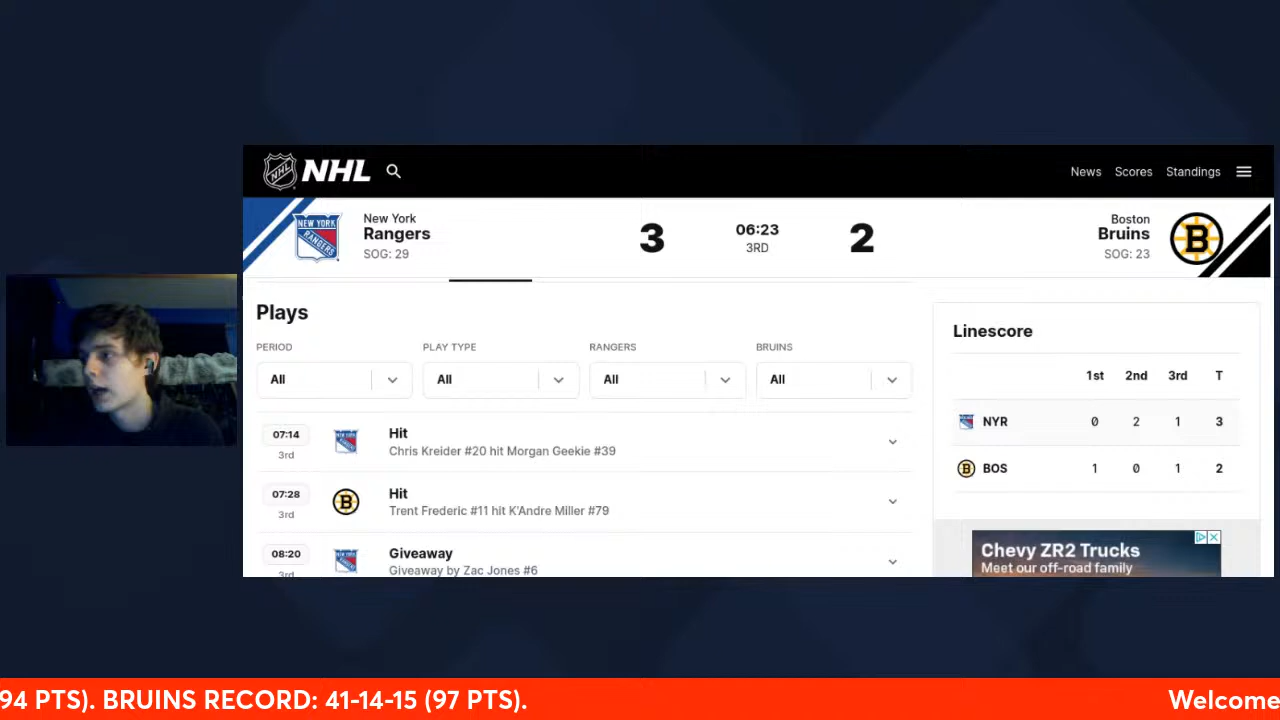 NHL
News Scores Standings
NEW YORK
RANGERS
New York
Rangers
SOG: 29
3
06:23
3RD
2
Boston
Bruins
SOG: 23
B
Plays
PERIOD PLAY TYPE RANGERS BRUINS
All All All All
07:14
3rd
Hit
Chris Kreider #20 hit Morgan Geekie #39
07:28
3rd
B
Hit
Trent Frederic #11 hit K'Andre Miller #79
08:20
3rd
Giveaway
Giveaway by Zac Jones #6
Linescore
1st 2nd 3rd T
NYR 0 2 1 3
BOS 1 0 1 2
Chevy ZR2 Trucks
Meet our off-road family
94 PTS). BRUINS RECORD: 41-14-15 (97 PTS). Welcome